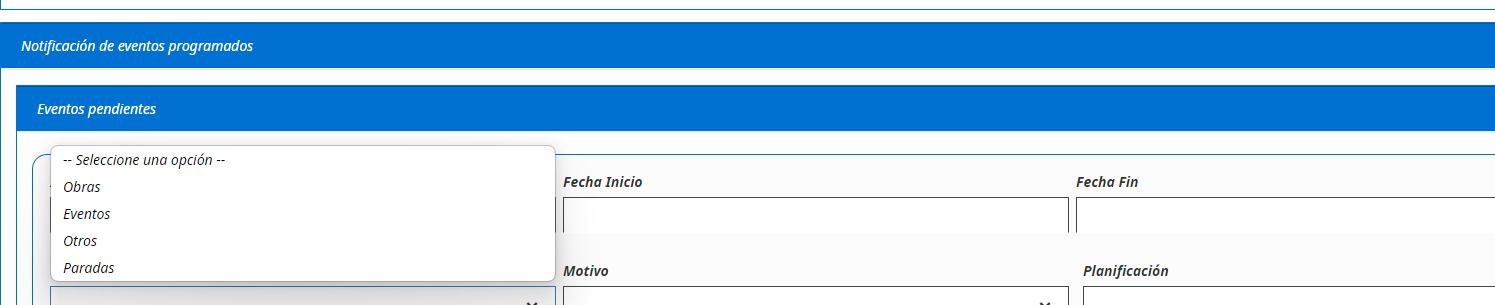 Notificación de eventos programados
Eventos pendientes
-- Seleccione una opción --
Obras
Eventos
Otros
Paradas
Fecha Inicio
Fecha Fin
Motivo
Planificación